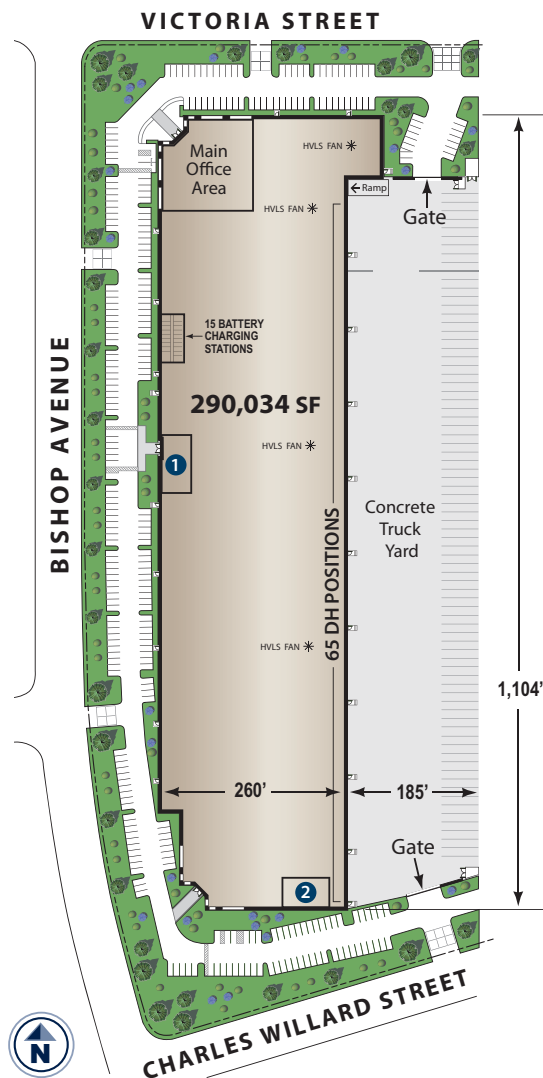 VICTORIA STREET
Main
Office
Area
HVLS FAN
Ramp
Gate
HVLS FAN
15 BATTERY
CHARGING
STATIONS
BISHOP AVENUE
290,034 SF
1
HVLS FAN
65 DH POSITIONS
Concrete
Truck
Yard
HVLS FAN
1,104'
260'
185'
Gate
2
CHARLES WILLARD STREET
N